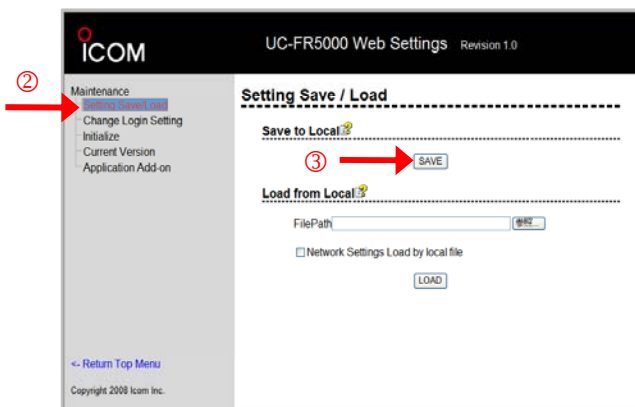 ICOM
UC-FR5000 Web Settings Revision 1.0
②
Maintenance
Setting Save/Load
Change Login Setting
Initialize
Current Version
Application Add-on
<- Return Top Menu
Copyright 2008 Icom Inc.
Setting Save / Load
Save to Local
③
SAVE
Load from Local
FilePath
参照...
Network Settings Load by local file
LOAD